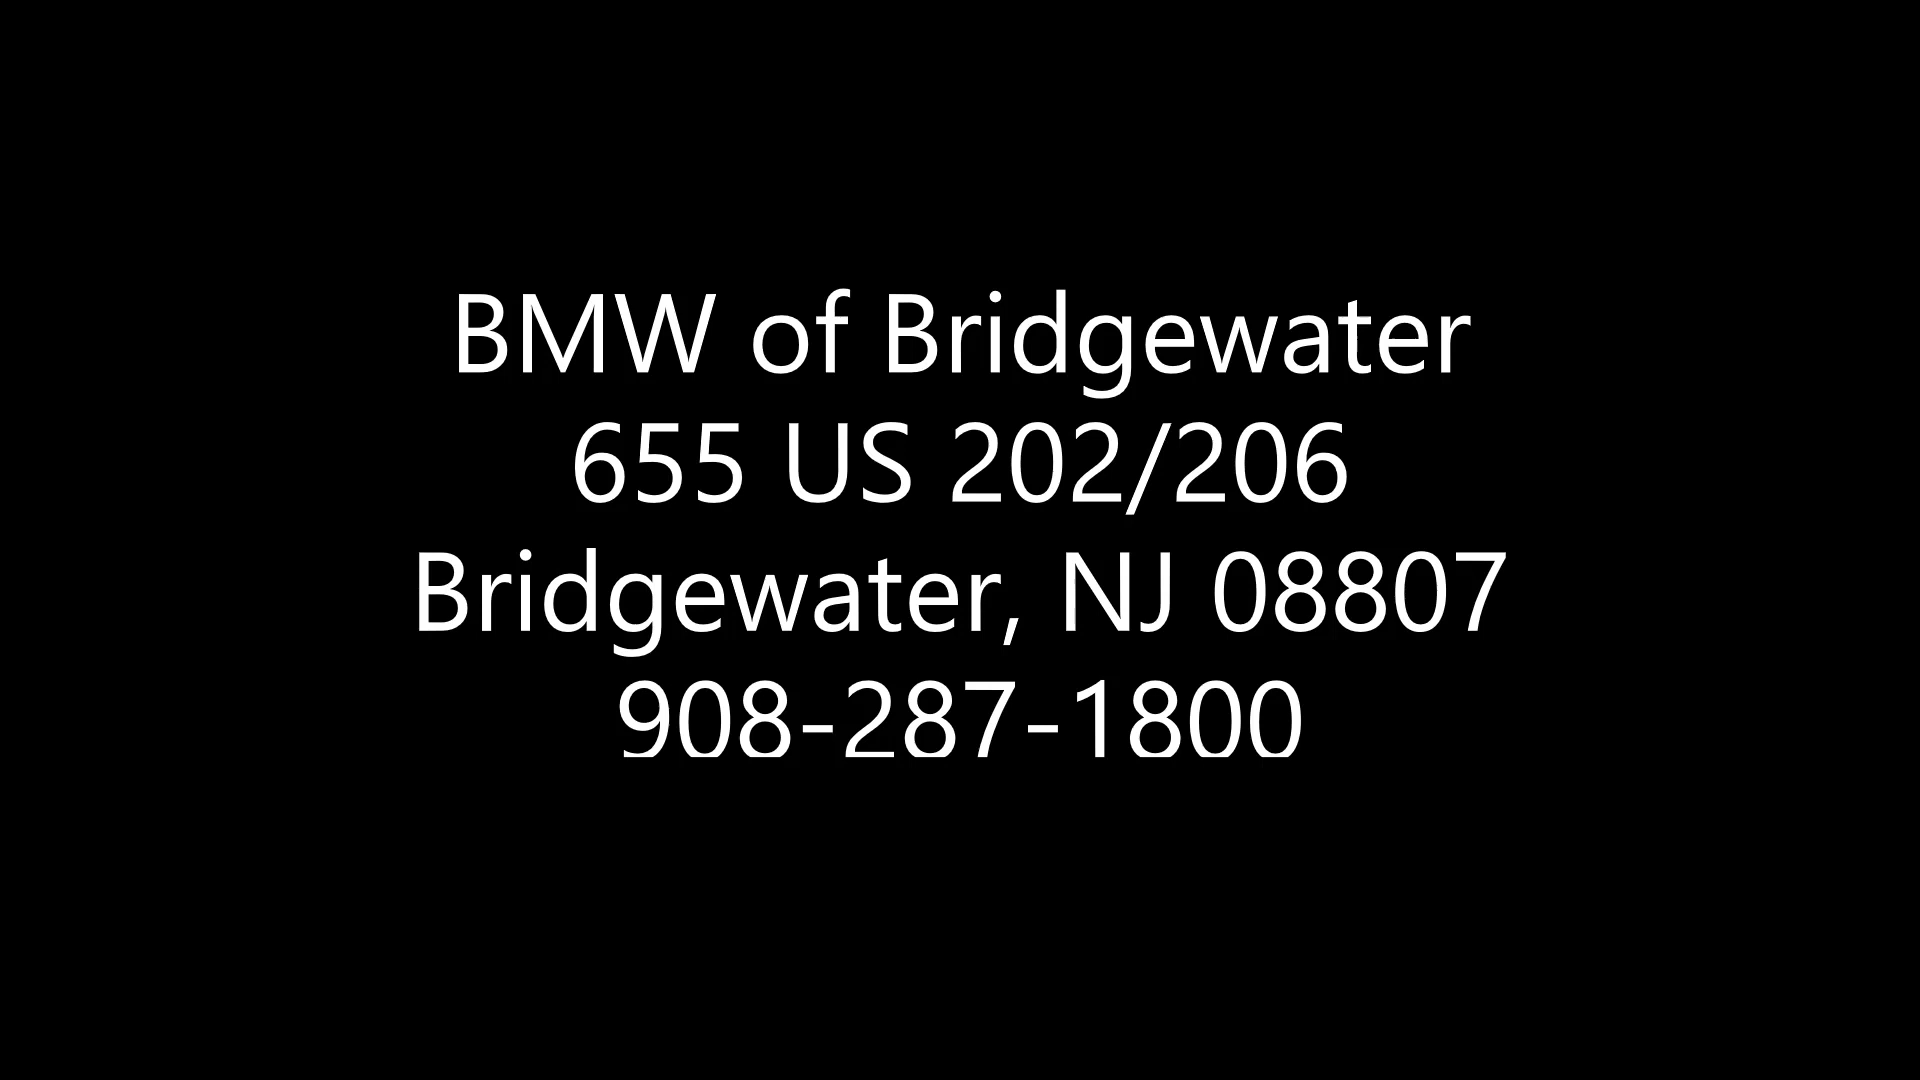 BMW of Bridgewater
655 US 202/206
Bridgewater, NJ 08807
908-287-1800